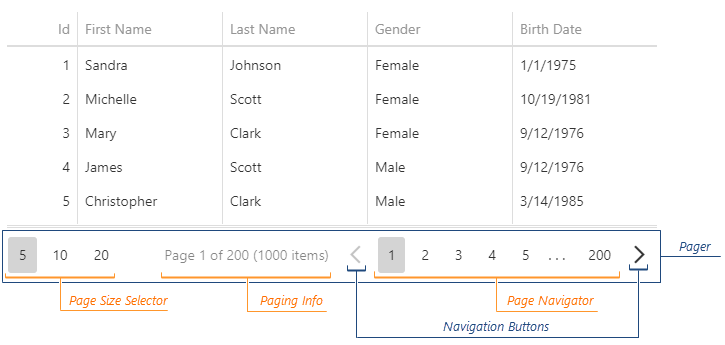 Id First Name Last Name Gender Birth Date
1 Sandra Johnson Female 1/1/1975
2 Michelle Scott Female 10/19/1981
3 Mary Clark Female 9/12/1976
4 James Scott Male 9/12/1976
5 Christopher Clark Male 3/14/1985
5 10 20 Page 1 of 200 (1000 items) 1 2 3 4 5 ... 200
Pager
Page Size Selector Paging Info Page Navigator
Navigation Buttons